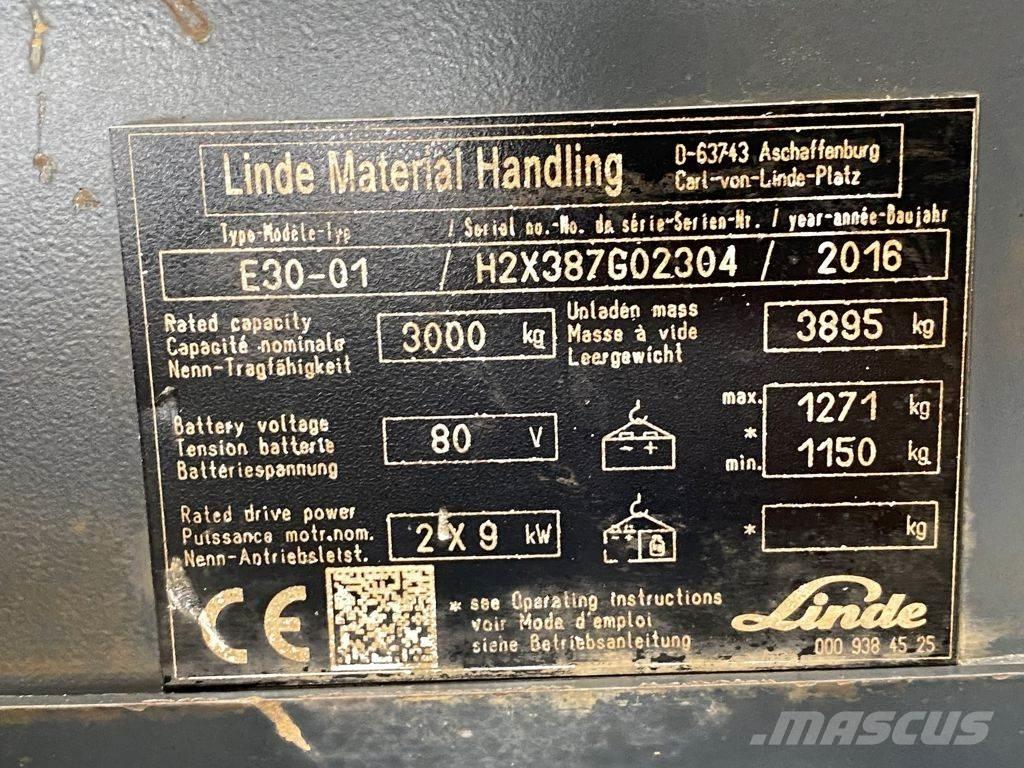 Linde Material Handling
D-63743 Aschaffenburg
Carl-von-Linde-Platz
Type-Modèle-Typ / Serial no.-No. de série-Serien-Nr. / year-année-Baujahr
E30-01 / H2X387G02304 / 2016
Rated capacity
Capacité nominale
Nenn-Tragfähigkeit
3000 kg
Unladen mass
Masse à vide
Leergewicht
3895 kg
Battery voltage
Tension batterie
Batteriespannung
80 V
- +
max. 1271 kg
*
min. 1150 kg
Rated drive power
Puissance motr.nom.
Nenn-Antriebsleist.
2 X 9 kW
* kg
CE
* see Operating Instructions
voir Mode d'emploi
siehe Betriebsanleitung
Linde
000 938 45 25
MASCUS